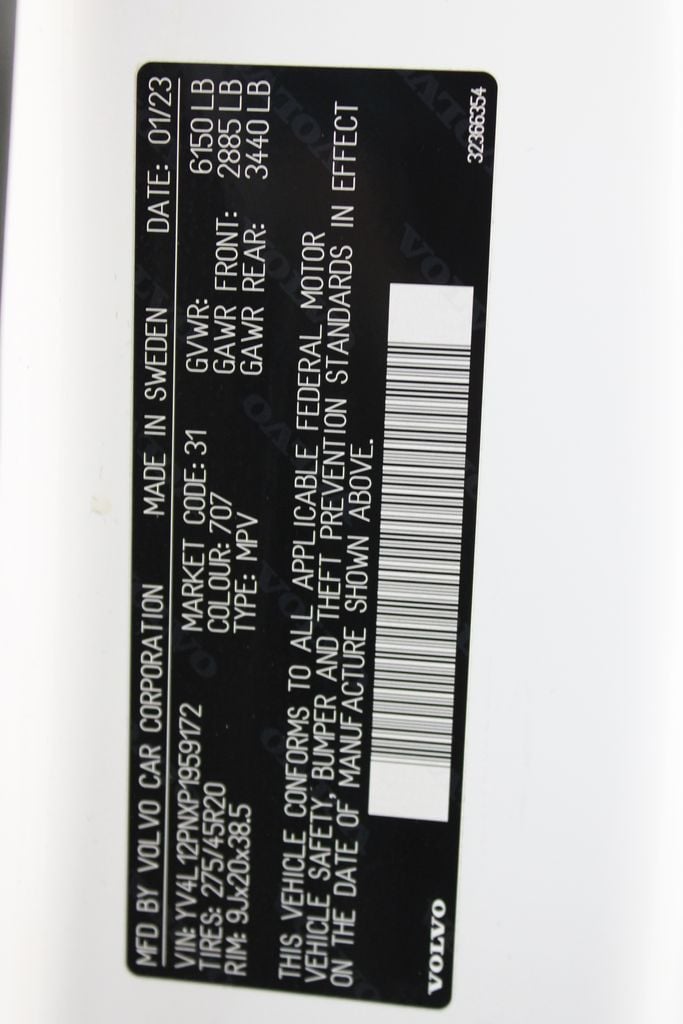 MFD BY VOLVO CAR CORPORATION MADE IN SWEDEN DATE: 01/23
VIN: YV4L12PNXP1959172 MARKET CODE: 31 GVWR: 6150 LB
TIRES: 275/45R20 COLOUR: 707 GAWR FRONT: 2885 LB
RIM: 9Jx20x38.5 TYPE: MPV GAWR REAR: 3440 LB
THIS VEHICLE CONFORMS TO ALL APPLICABLE FEDERAL MOTOR
VEHICLE SAFETY, BUMPER AND THEFT PREVENTION STANDARDS IN EFFECT
ON THE DATE OF MANUFACTURE SHOWN ABOVE.
VOLVO 32366354